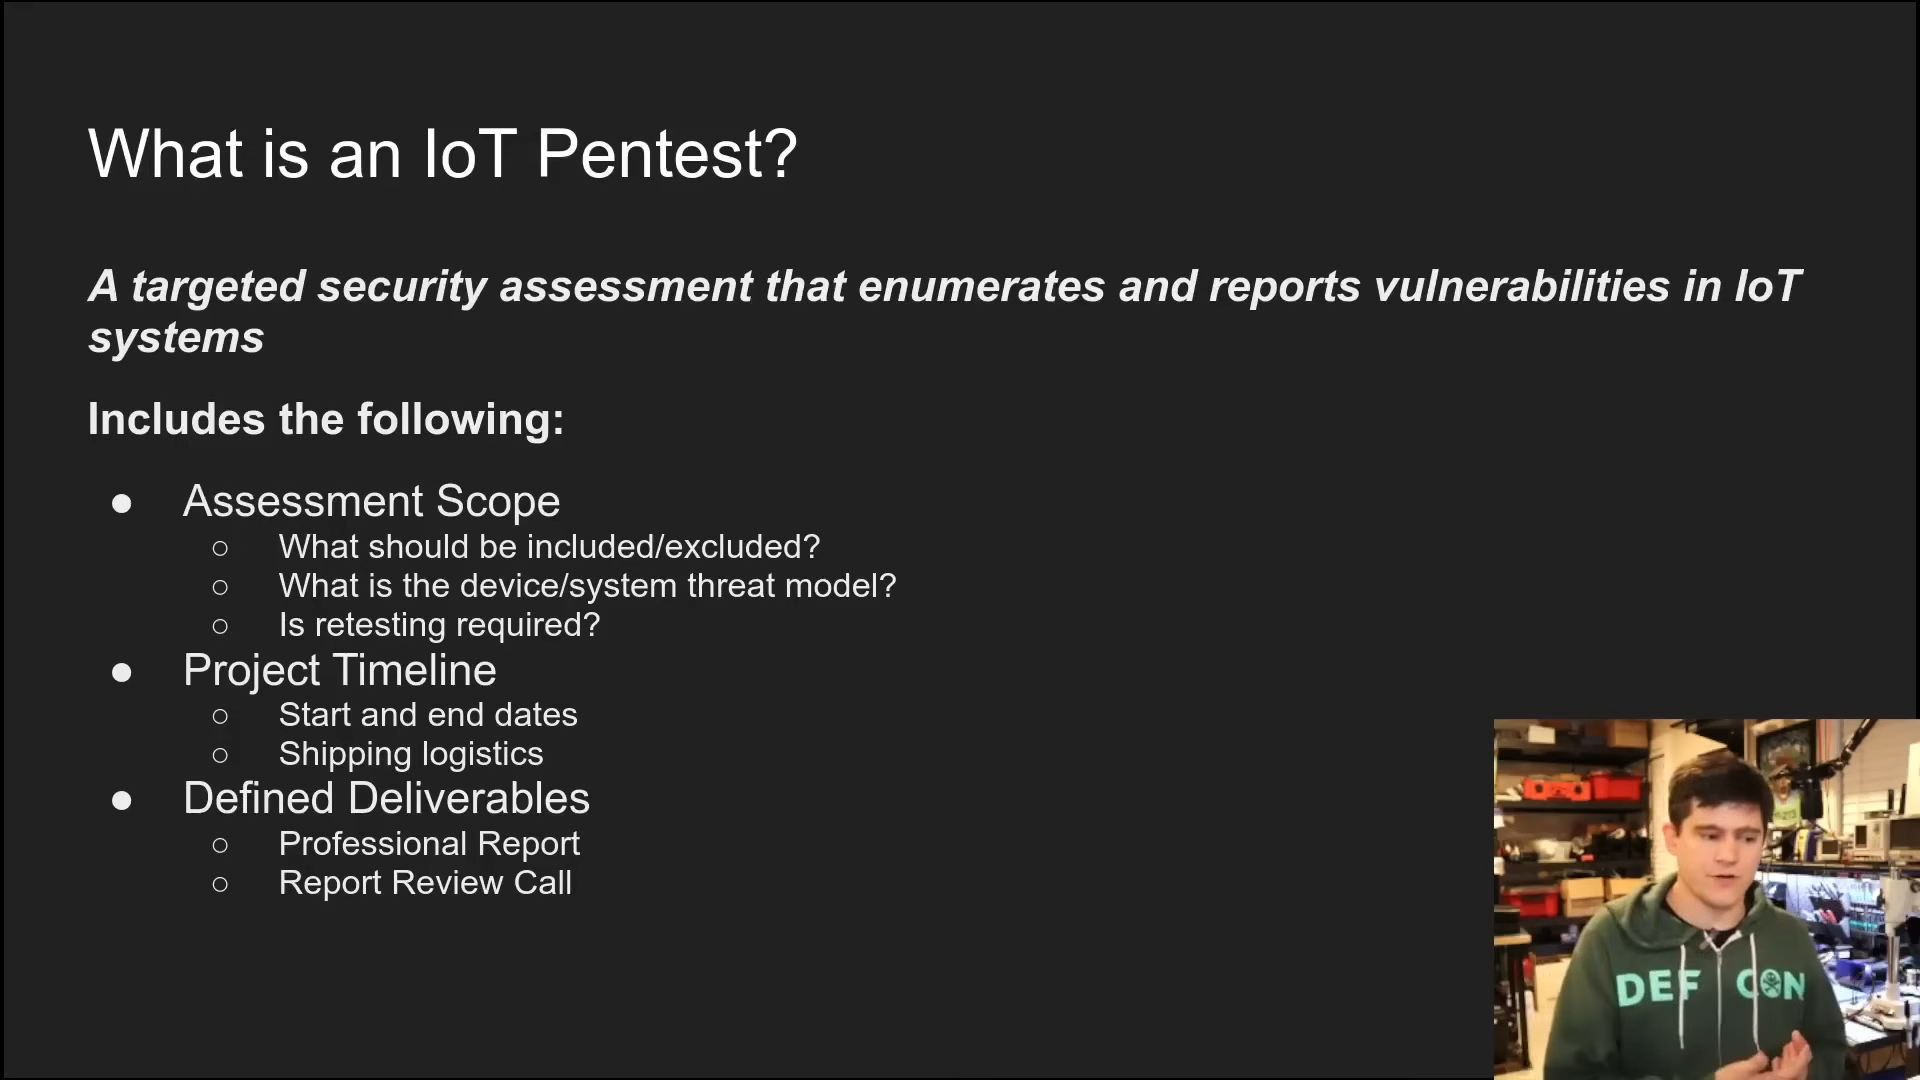 What is an IoT Pentest?
A targeted security assessment that enumerates and reports vulnerabilities in IoT
systems
Includes the following:
● Assessment Scope
○ What should be included/excluded?
○ What is the device/system threat model?
○ Is retesting required?
● Project Timeline
○ Start and end dates
○ Shipping logistics
● Defined Deliverables
○ Professional Report
○ Report Review Call
DEF CON